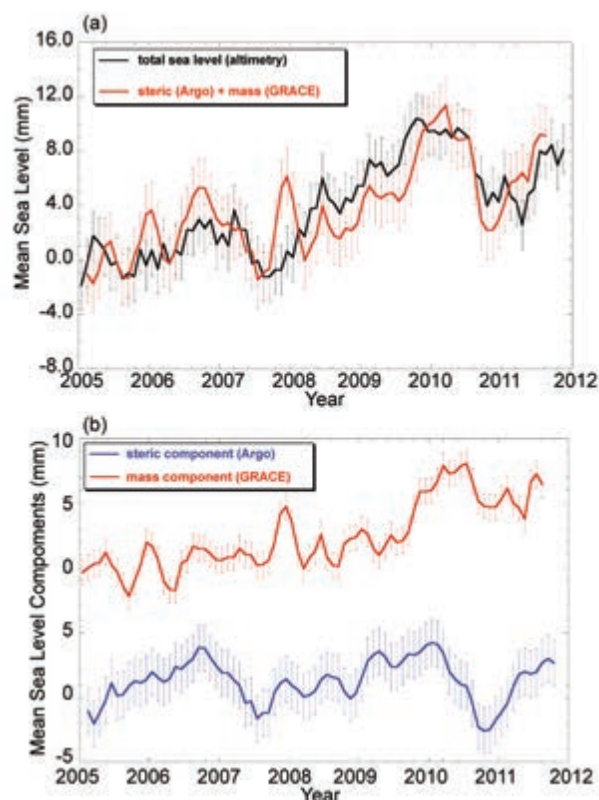 (a)
16.0
total sea level (altimetry)
steric (Argo) + mass (GRACE)
12.0
8.0
4.0
0.0
-4.0
-8.0
Mean Sea Level (mm)
2005 2006 2007 2008 2009 2010 2011 2012
Year
(b)
10
steric component (Argo)
mass component (GRACE)
5
0
5
0
-5
Mean Sea Level Compoments (mm)
2005 2006 2007 2008 2009 2010 2011 2012
Year